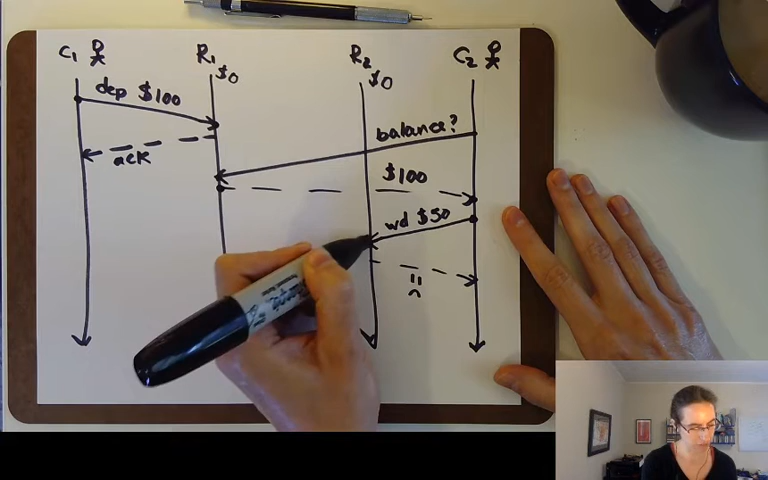 C₁ R₁ R₂ C₂
$0 $0
dep $100
balance?
ack
$100
wd $50